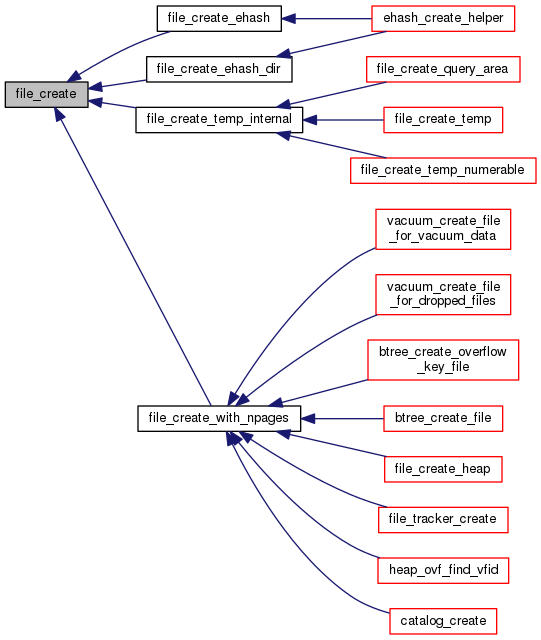 file_create_ehash
ehash_create_helper
file_create_ehash_dir
file_create_query_area
file_create
file_create_temp_internal
file_create_temp
file_create_temp_numerable
vacuum_create_file
_for_vacuum_data
vacuum_create_file
_for_dropped_files
btree_create_overflow
_key_file
file_create_with_npages
btree_create_file
file_create_heap
file_tracker_create
heap_ovf_find_vfid
catalog_create